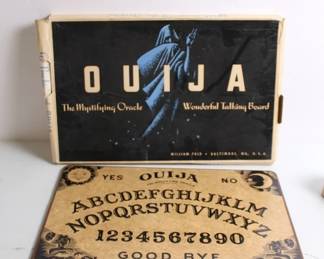 OUIJA
The Mystifying Oracle Wonderful Talking Board
WILLIAM FULD • BALTIMORE, MD., U.S.A.
YES OUIJA NO
ABCDEFGHIJKLM
NOPQRSTUVWXYZ
1234567890
GOOD BYE